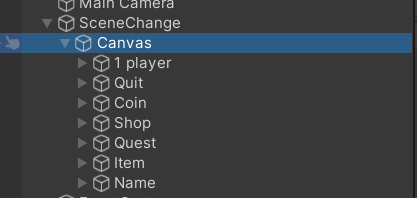 Main Camera
SceneChange
Canvas
1 player
Quit
Coin
Shop
Quest
Item
Name